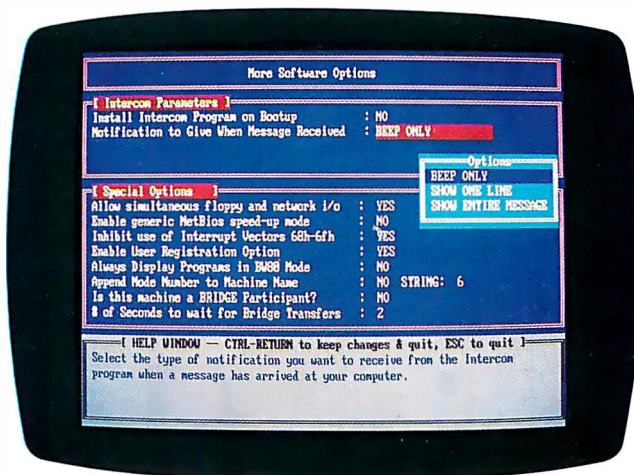 More Software Options
[ Intercom Parameters ]
Install Intercom Program on Bootup : NO
Notification to Give When Message Received : BEEP ONLY
Options
BEEP ONLY
SHOW ONE LINE
SHOW ENTIRE MESSAGE
[ Special Options ]
Allow simultaneous floppy and network i/o : YES
Enable generic NetBios speed-up mode : NO
Inhibit use of Interrupt Vectors 68h-6fh : YES
Enable User Registration Option : YES
Always Display Programs in BW80 Mode : NO
Append Node Number to Machine Name : NO STRING: 6
Is this machine a BRIDGE Participant? : NO
# of Seconds to wait for Bridge Transfers : 2
[ HELP WINDOW — CTRL-RETURN to keep changes & quit, ESC to quit ]
Select the type of notification you want to receive from the Intercom
program when a message has arrived at your computer.